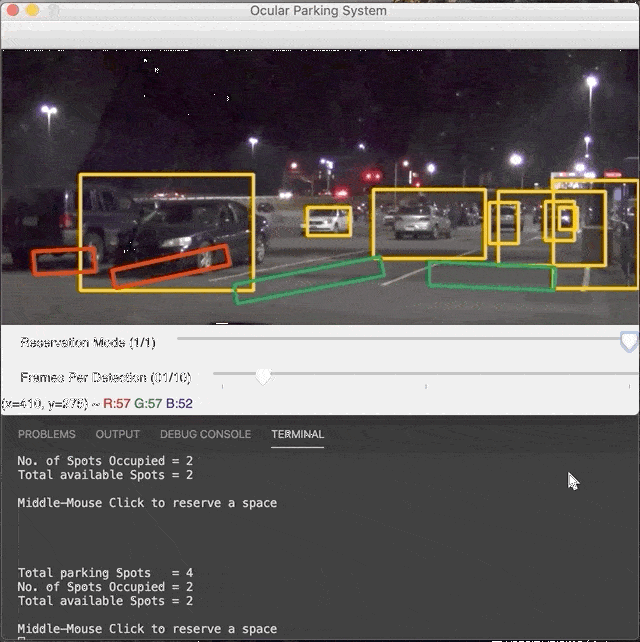 Ocular Parking System
Reservation Mode (1/1)
Frames Per Detection (01/10)
(x=410, y=276) ~ R:57 G:57 B:52
PROBLEMS OUTPUT DEBUG CONSOLE TERMINAL
No. of Spots Occupied = 2
Total available Spots = 2
Middle-Mouse Click to reserve a space
Total parking Spots = 4
No. of Spots Occupied = 2
Total available Spots = 2
Middle-Mouse Click to reserve a space